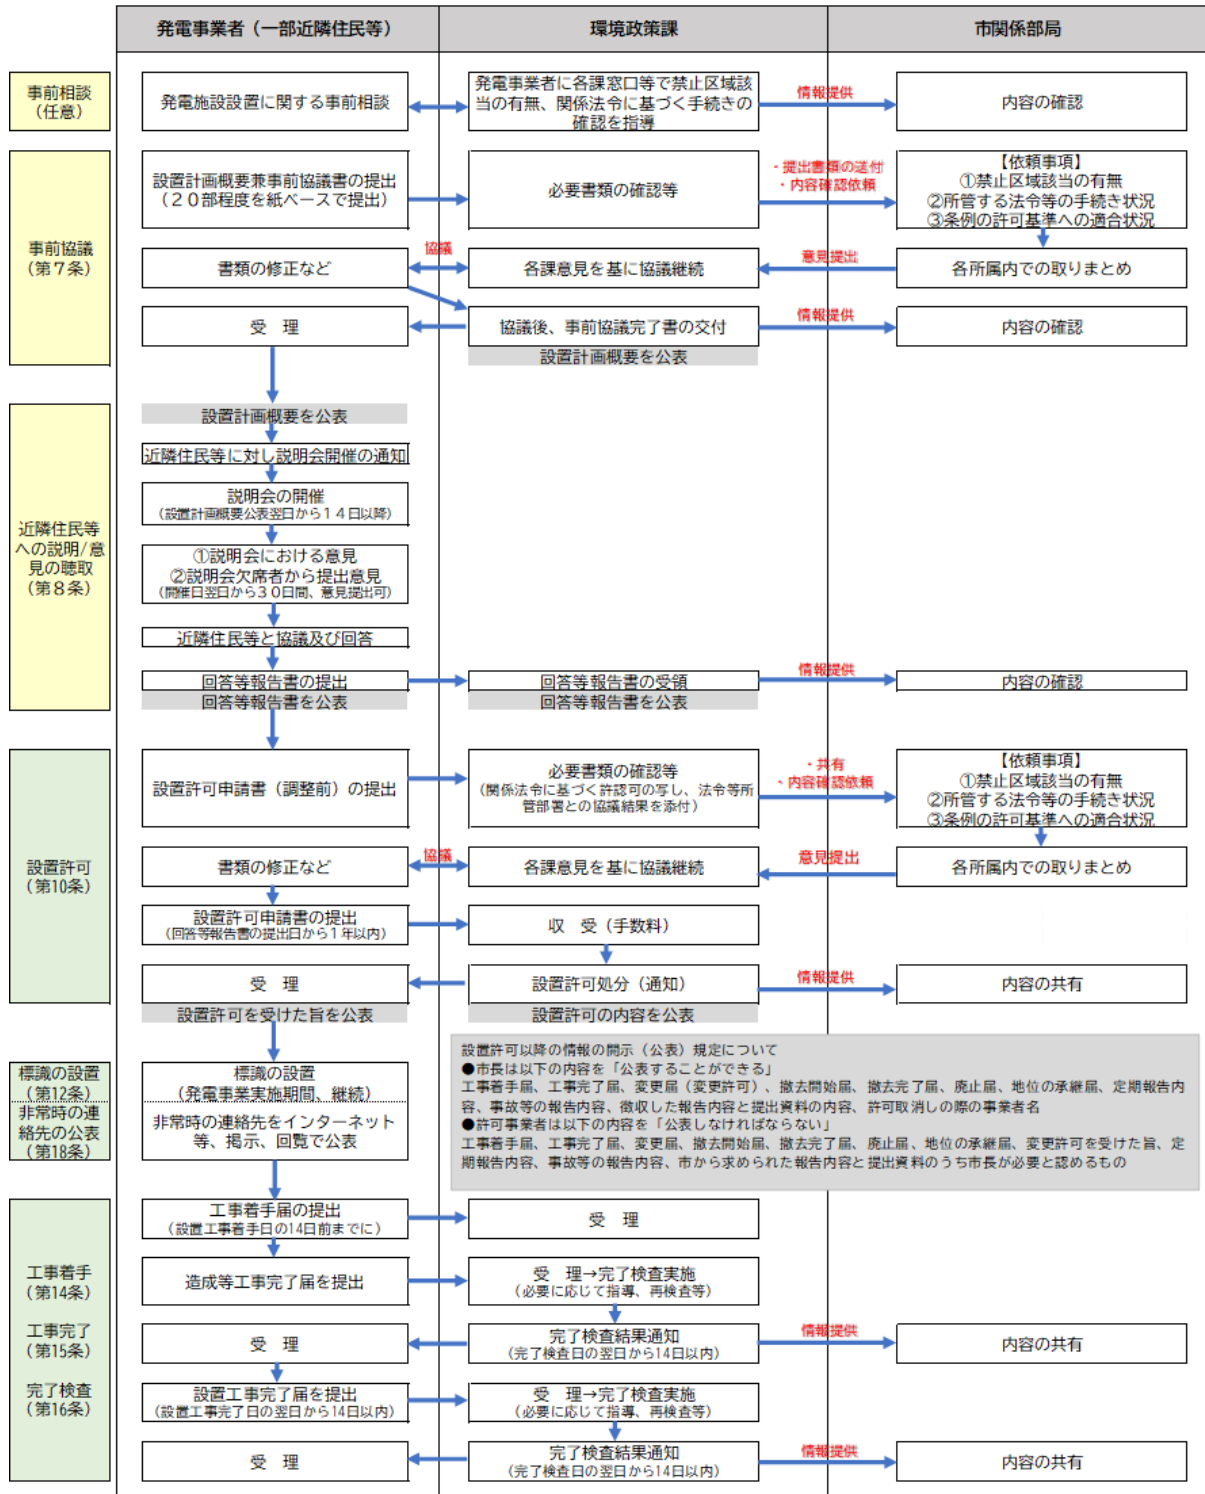 発電事業者（一部近隣住民等）
環境政策課
市関係部局
事前相談
（任意）
発電施設設置に関する事前相談
発電事業者に各課窓口等で禁止区域該
当の有無、関係法令に基づく手続きの
確認を指導
情報提供
内容の確認
事前協議
（第７条）
設置計画概要兼事前協議書の提出
（２０部程度を紙ベースで提出）
必要書類の確認等
・提出書類の送付
・内容確認依頼
【依頼事項】
①禁止区域該当の有無
②所管する法令等の手続き状況
③条例の許可基準への適合状況
書類の修正など
協議
各課意見を基に協議継続
意見提出
各所属内での取りまとめ
受　理
協議後、事前協議完了書の交付
設置計画概要を公表
情報提供
内容の確認
近隣住民等
への説明/意
見の聴取
（第８条）
設置計画概要を公表
近隣住民等に対し説明会開催の通知
説明会の開催
（設置計画概要公表翌日から１４日以降）
①説明会における意見
②説明会欠席者から提出意見
（開催日翌日から３０日間、意見提出可）
近隣住民等と協議及び回答
回答等報告書の提出
回答等報告書を公表
回答等報告書の受領
回答等報告書を公表
情報提供
内容の確認
設置許可
（第10条）
設置許可申請書（調整前）の提出
必要書類の確認等
（関係法令に基づく許認可の写し、法令等所
管部署との協議結果を添付）
・共有
・内容確認依頼
【依頼事項】
①禁止区域該当の有無
②所管する法令等の手続き状況
③条例の許可基準への適合状況
書類の修正など
協議
各課意見を基に協議継続
意見提出
各所属内での取りまとめ
設置許可申請書の提出
（回答等報告書の提出日から１年以内）
収　受（手数料）
受　理
設置許可を受けた旨を公表
設置許可処分（通知）
設置許可の内容を公表
情報提供
内容の共有
標識の設置
（第12条）
非常時の連
絡先の公表
（第18条）
標識の設置
（発電事業実施期間、継続）
非常時の連絡先をインターネット
等、掲示、回覧で公表
設置許可以降の情報の開示（公表）規定について
●市長は以下の内容を「公表することができる」
工事着手届、工事完了届、変更届（変更許可）、撤去開始届、撤去完了届、廃止届、地位の承継届、定期報告内
容、事故等の報告内容、徴収した報告内容と提出資料の内容、許可取消しの際の事業者名
●許可事業者は以下の内容を「公表しなければならない」
工事着手届、工事完了届、変更届、撤去開始届、撤去完了届、廃止届、地位の承継届、変更許可を受けた旨、定
期報告内容、事故等の報告内容、市から求められた報告内容と提出資料のうち市長が必要と認めるもの
工事着手
（第14条）
工事完了
（第15条）
完了検査
（第16条）
工事着手届の提出
（設置工事着手日の14日前までに）
受　理
造成等工事完了届を提出
受　理→完了検査実施
（必要に応じて指導、再検査等）
受　理
完了検査結果通知
（完了検査日の翌日から14日以内）
情報提供
内容の共有
設置工事完了届を提出
（設置工事完了日の翌日から14日以内）
受　理→完了検査実施
（必要に応じて指導、再検査等）
受　理
完了検査結果通知
（完了検査日の翌日から14日以内）
情報提供
内容の共有